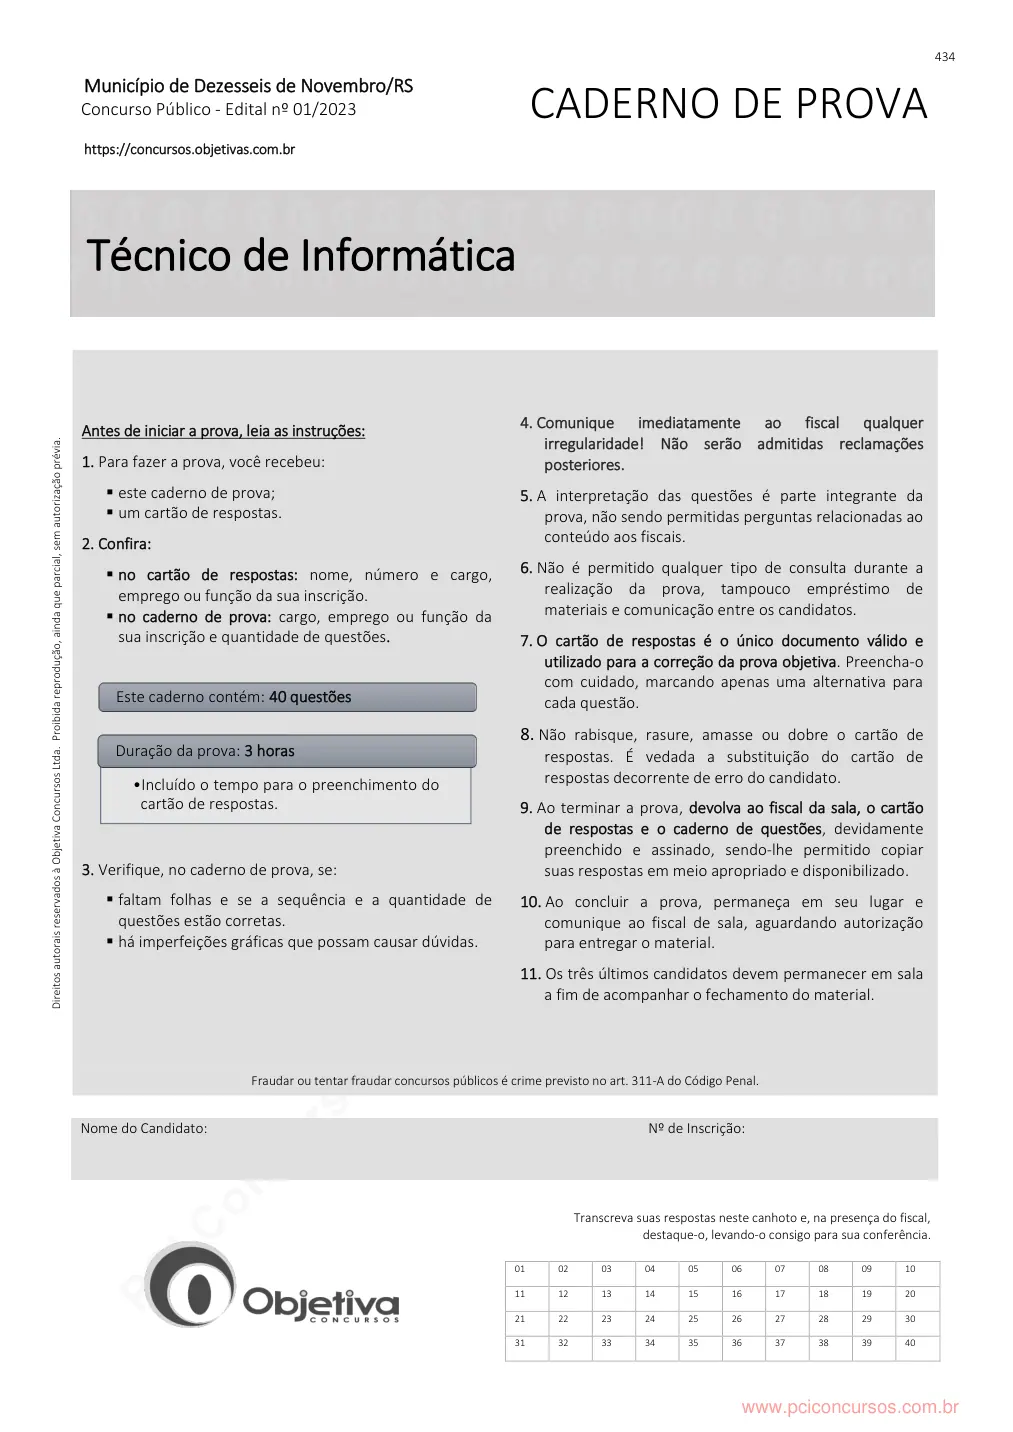 434
Município de Dezesseis de Novembro/RS
Concurso Público - Edital nº 01/2023
CADERNO DE PROVA
https://concursos.objetivas.com.br
Técnico de Informática
Direitos autorais reservados à Objetiva Concursos Ltda. Proibida reprodução, ainda que parcial, sem autorização prévia.
Antes de iniciar a prova, leia as instruções:
1. Para fazer a prova, você recebeu:
▪ este caderno de prova;
▪ um cartão de respostas.
2. Confira:
▪ no cartão de respostas: nome, número e cargo,
emprego ou função da sua inscrição.
▪ no caderno de prova: cargo, emprego ou função da
sua inscrição e quantidade de questões.
Este caderno contém: 40 questões
Duração da prova: 3 horas
•Incluído o tempo para o preenchimento do
cartão de respostas.
3. Verifique, no caderno de prova, se:
▪ faltam folhas e se a sequência e a quantidade de
questões estão corretas.
▪ há imperfeições gráficas que possam causar dúvidas.
4. Comunique imediatamente ao fiscal qualquer
irregularidade! Não serão admitidas reclamações
posteriores.
5. A interpretação das questões é parte integrante da
prova, não sendo permitidas perguntas relacionadas ao
conteúdo aos fiscais.
6. Não é permitido qualquer tipo de consulta durante a
realização da prova, tampouco empréstimo de
materiais e comunicação entre os candidatos.
7. O cartão de respostas é o único documento válido e
utilizado para a correção da prova objetiva. Preencha-o
com cuidado, marcando apenas uma alternativa para
cada questão.
8. Não rabisque, rasure, amasse ou dobre o cartão de
respostas. É vedada a substituição do cartão de
respostas decorrente de erro do candidato.
9. Ao terminar a prova, devolva ao fiscal da sala, o cartão
de respostas e o caderno de questões, devidamente
preenchido e assinado, sendo-lhe permitido copiar
suas respostas em meio apropriado e disponibilizado.
10. Ao concluir a prova, permaneça em seu lugar e
comunique ao fiscal de sala, aguardando autorização
para entregar o material.
11. Os três últimos candidatos devem permanecer em sala
a fim de acompanhar o fechamento do material.
Fraudar ou tentar fraudar concursos públicos é crime previsto no art. 311-A do Código Penal.
Nome do Candidato: Nº de Inscrição:
Transcreva suas respostas neste canhoto e, na presença do fiscal,
destaque-o, levando-o consigo para sua conferência.
Objetiva
CONCURSOS
01 02 03 04 05 06 07 08 09 10
11 12 13 14 15 16 17 18 19 20
21 22 23 24 25 26 27 28 29 30
31 32 33 34 35 36 37 38 39 40
www.pciconcursos.com.br